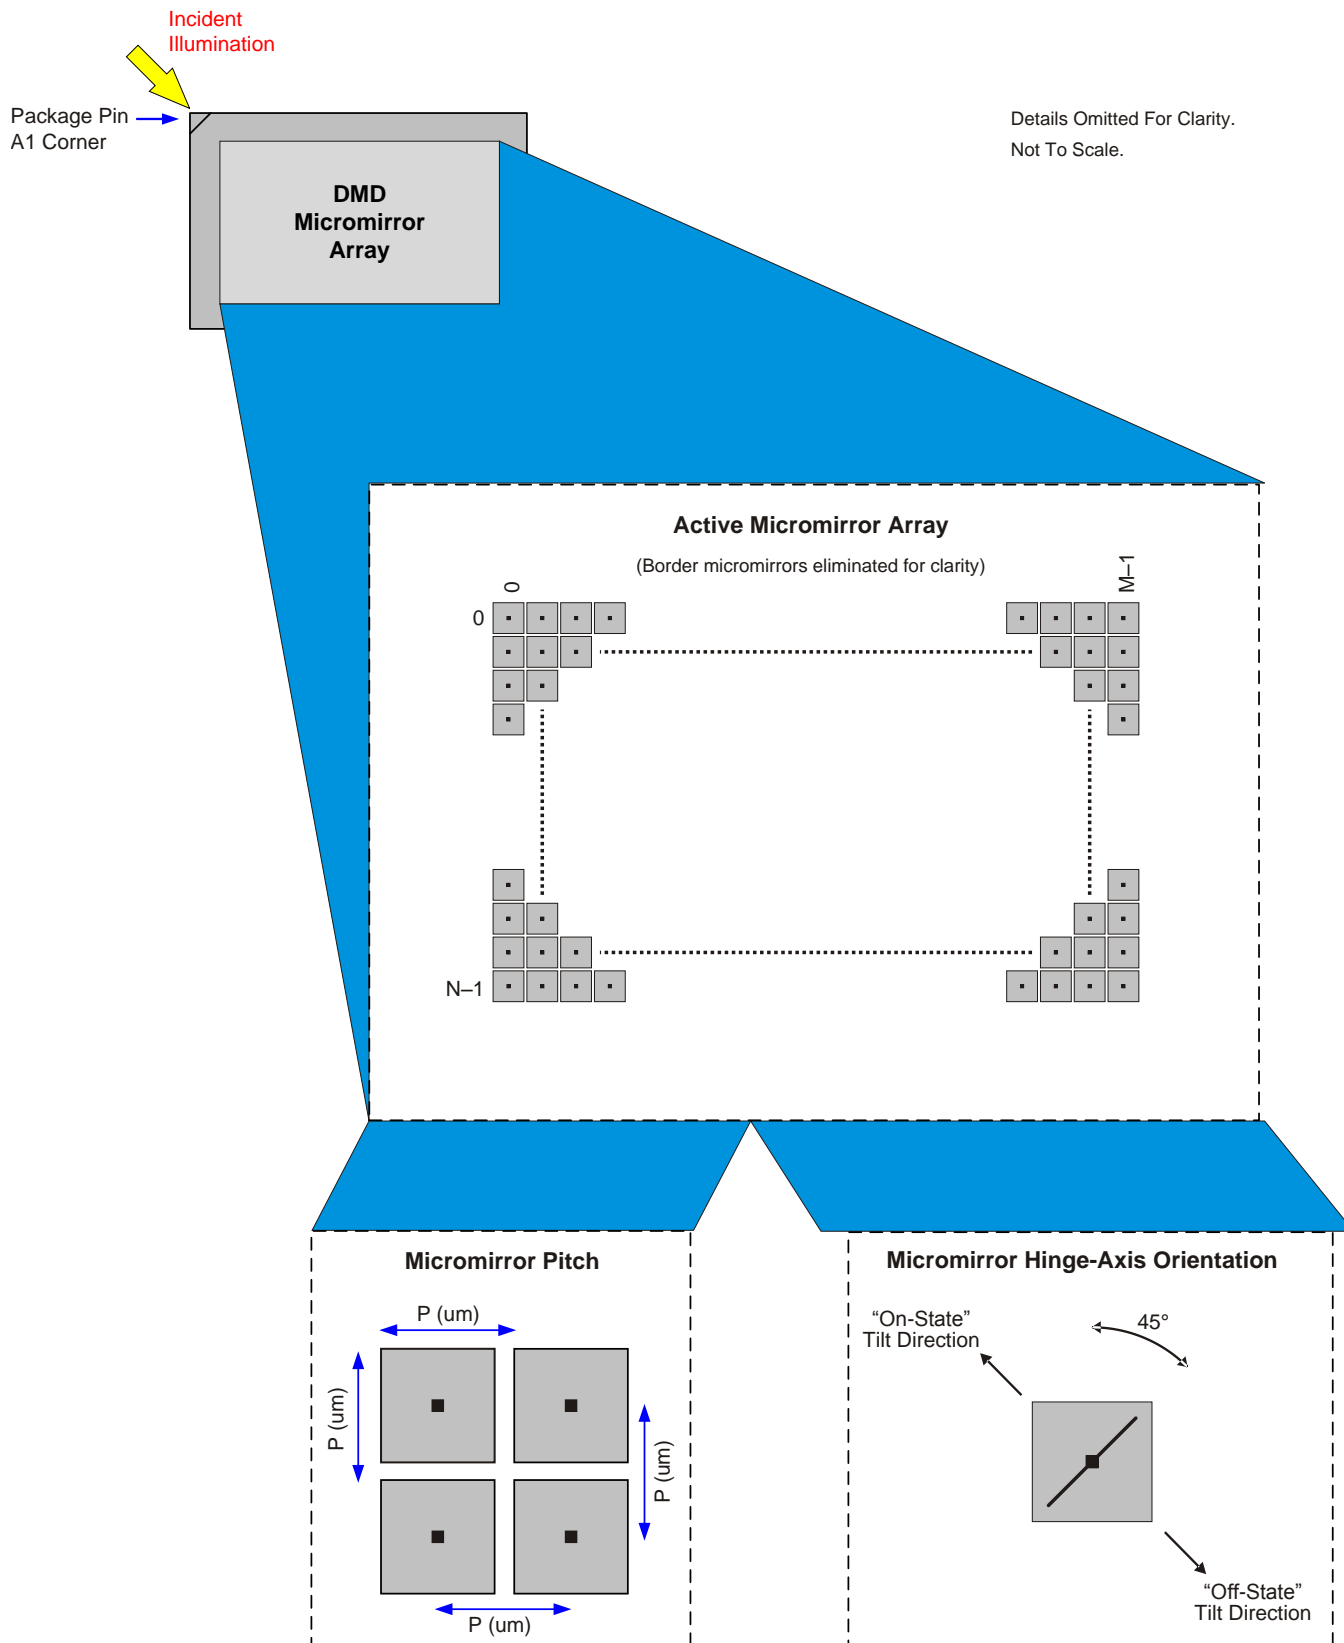 Incident
Illumination
Package Pin
A1 Corner
Details Omitted For Clarity.
Not To Scale.
DMD
Micromirror
Array
Active Micromirror Array
(Border micromirrors eliminated for clarity)
0
M–1
0
N–1
Micromirror Pitch
P (um)
P (um)
P (um)
P (um)
Micromirror Hinge-Axis Orientation
“On-State”
Tilt Direction
45°
“Off-State”
Tilt Direction